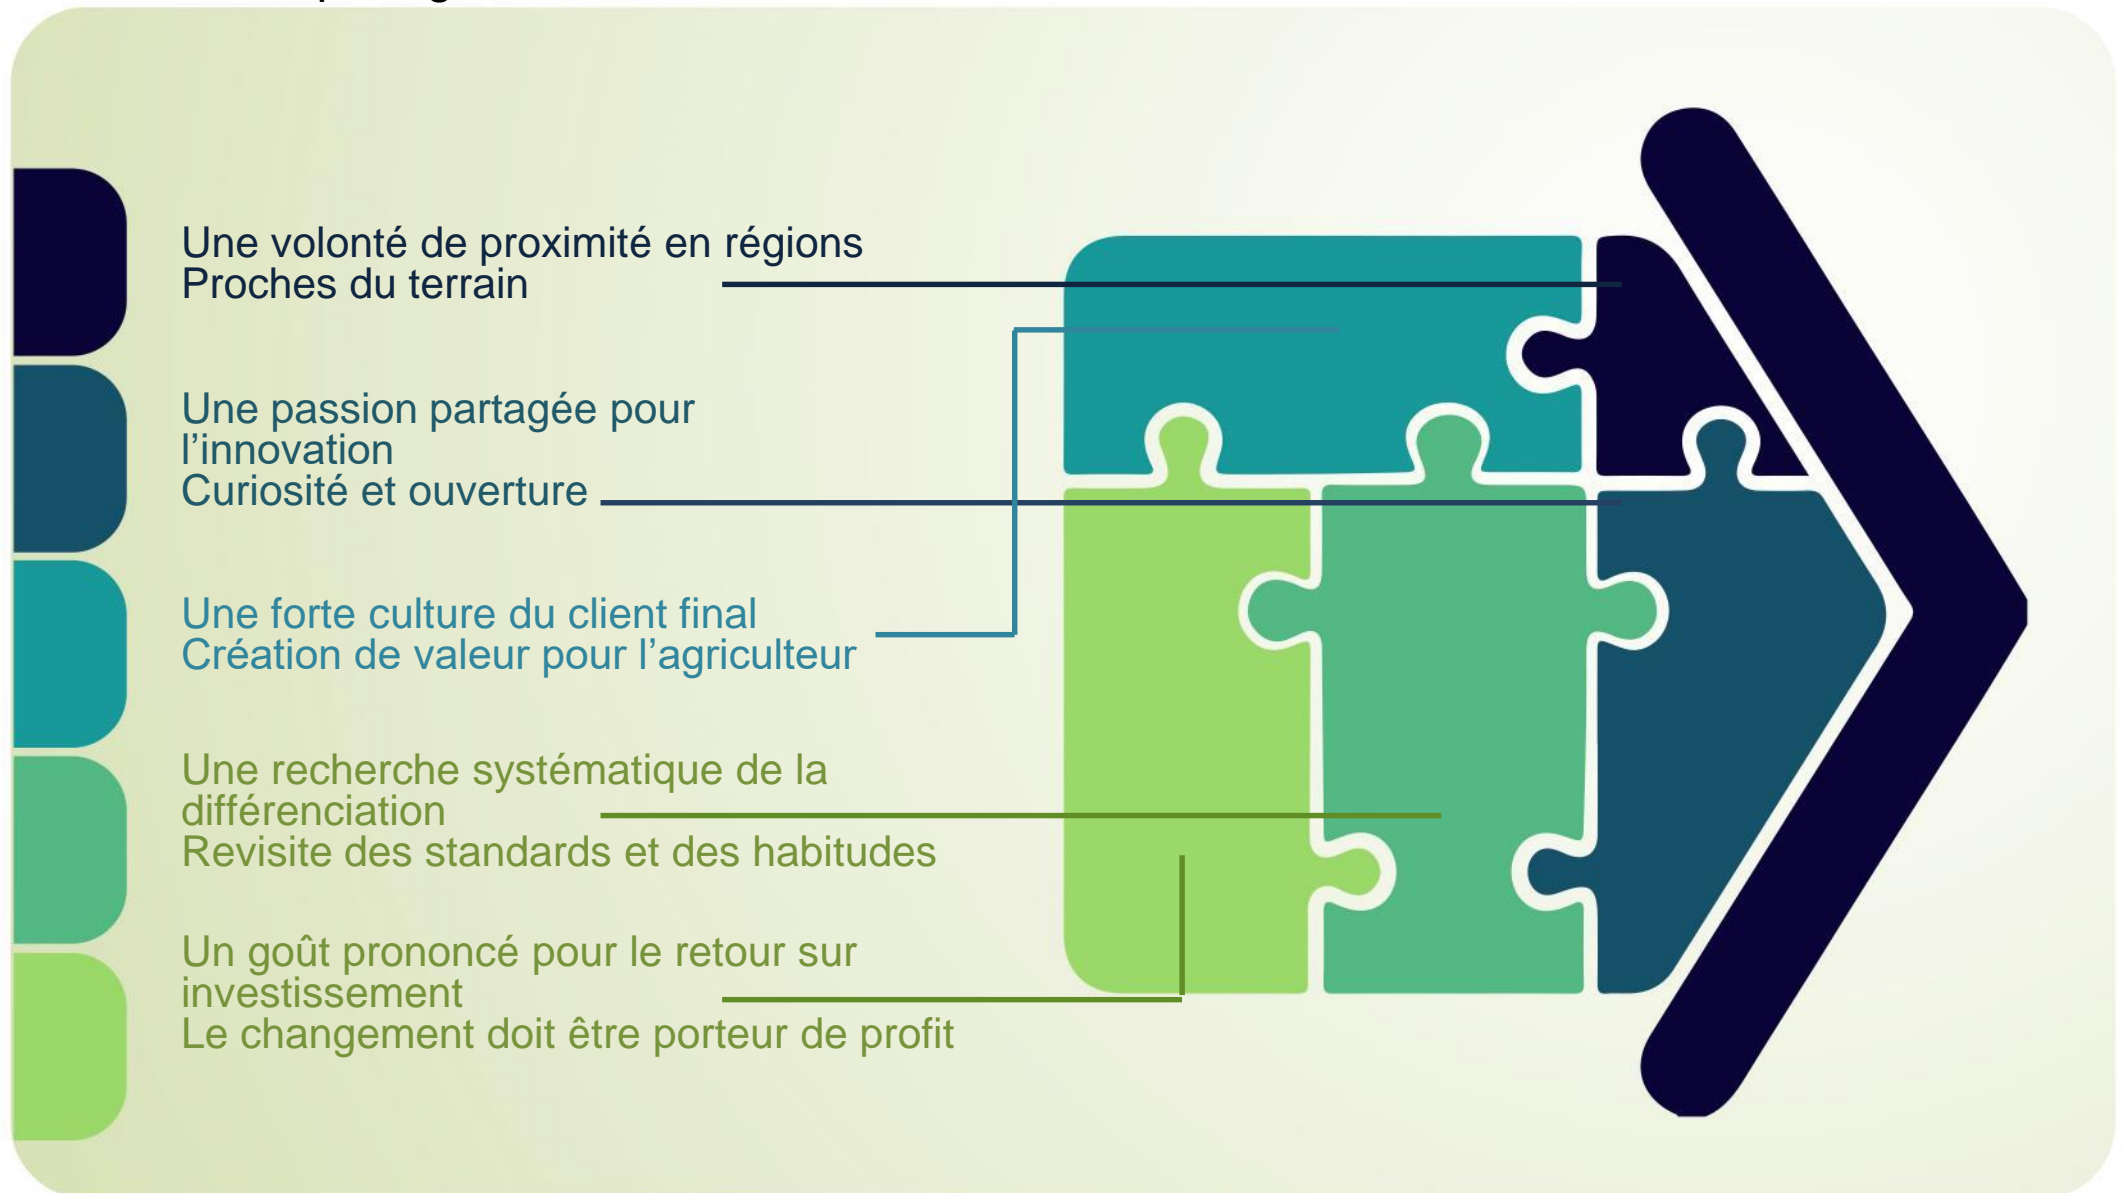 Une volonté de proximité en régions
Proches du terrain
Une passion partagée pour
l’innovation
Curiosité et ouverture
Une forte culture du client final
Création de valeur pour l’agriculteur
Une recherche systématique de la
différenciation
Revisite des standards et des habitudes
Un goût prononcé pour le retour sur
investissement
Le changement doit être porteur de profit